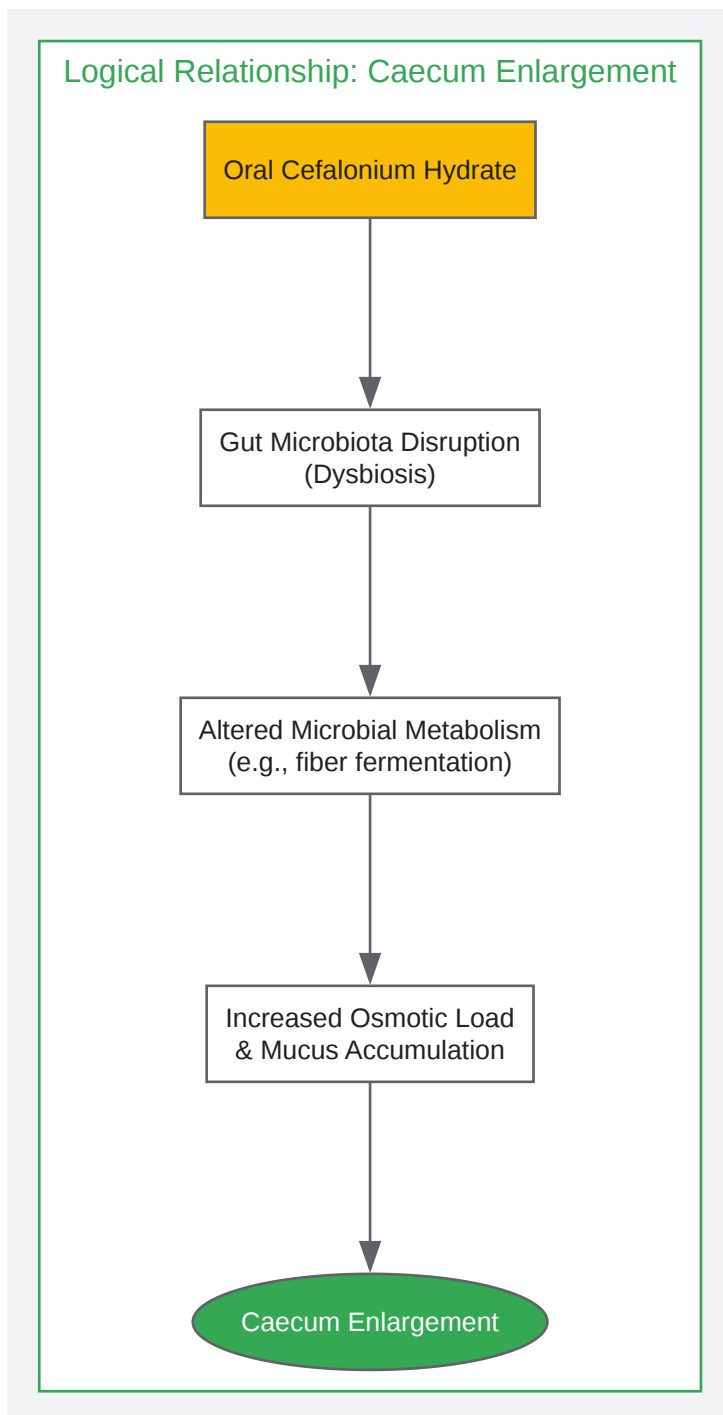 Logical Relationship: Caecum Enlargement
Oral Cefalonium Hydrate
Gut Microbiota Disruption
(Dysbiosis)
Altered Microbial Metabolism
(e.g., fiber fermentation)
Increased Osmotic Load
& Mucus Accumulation
Caecum Enlargement